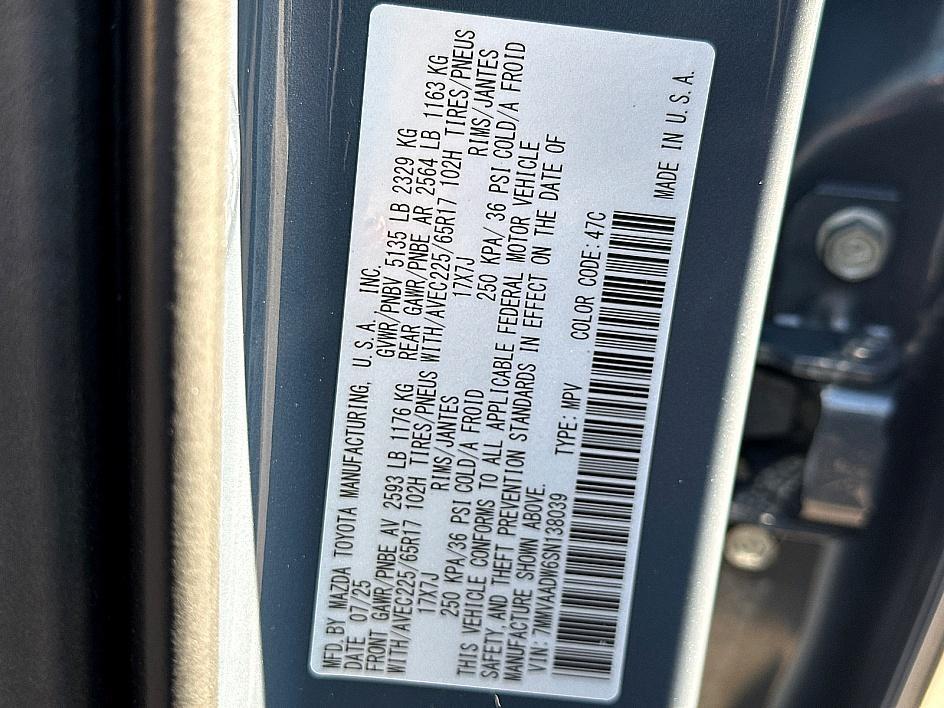 MFD. BY MAZDA TOYOTA MANUFACTURING, U.S.A. INC.
DATE 07/25 GVWR/PNBV 5135 LB 2329 KG
FRONT GAWR/PNBE AV 2593 LB 1176 KG REAR GAWR/PNBE AR 2564 LB 1163 KG
WITH/AVEC225/65R17 102H TIRES/PNEUS WITH/AVEC225/65R17 102H TIRES/PNEUS
17X7J RIMS/JANTES 17X7J RIMS/JANTES
250 KPA/36 PSI COLD/A FROID 250 KPA/ 36 PSI COLD/A FROID
THIS VEHICLE CONFORMS TO ALL APPLICABLE FEDERAL MOTOR VEHICLE
SAFETY AND THEFT PREVENTION STANDARDS IN EFFECT ON THE DATE OF
MANUFACTURE SHOWN ABOVE.
VIN: 7MMVAADW6SN138039 TYPE: MPV COLOR CODE: 47C
MADE IN U.S.A.